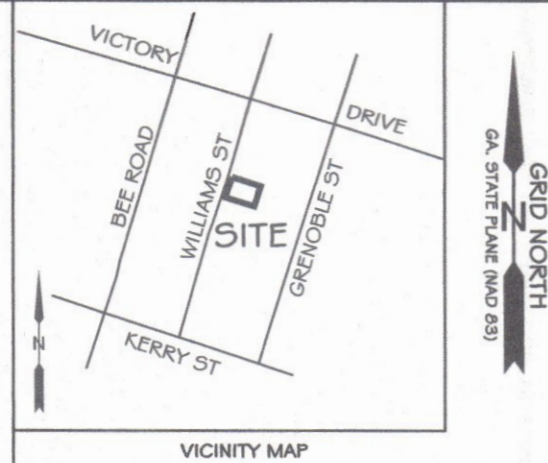 VICTORY
DRIVE
BEE ROAD
WILLIAMS ST
GRENOBLE ST
SITE
KERRY ST
N
VICINITY MAP
GRID NORTH
N
GA. STATE PLANE (NAD 83)